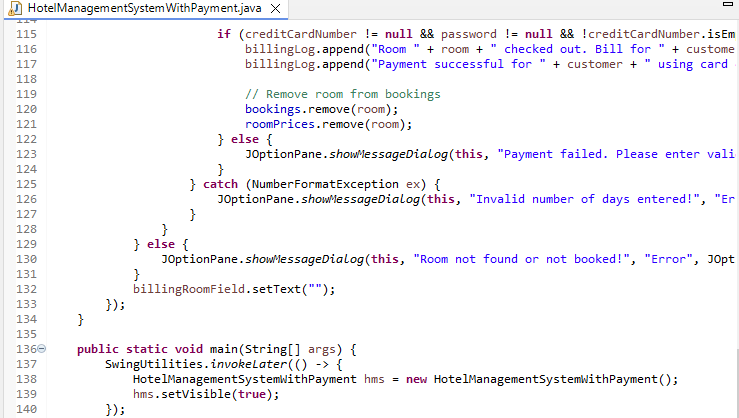 HotelManagementSystemWithPayment.java
115 if (creditCardNumber != null && password != null && !creditCardNumber.isEm
116 billingLog.append("Room " + room + " checked out. Bill for " + custome
117 billingLog.append("Payment successful for " + customer + " using card
118
119 // Remove room from bookings
120 bookings.remove(room);
121 roomPrices.remove(room);
122 } else {
123 JOptionPane.showMessageDialog(this, "Payment failed. Please enter vali
124 }
125 } catch (NumberFormatException ex) {
126 JOptionPane.showMessageDialog(this, "Invalid number of days entered!", "Er
127 }
128 }
129 } else {
130 JOptionPane.showMessageDialog(this, "Room not found or not booked!", "Error", JOpt
131 }
132 billingRoomField.setText("");
133 });
134 }
135
136 public static void main(String[] args) {
137 SwingUtilities.invokeLater(() -> {
138 HotelManagementSystemWithPayment hms = new HotelManagementSystemWithPayment();
139 hms.setVisible(true);
140 });